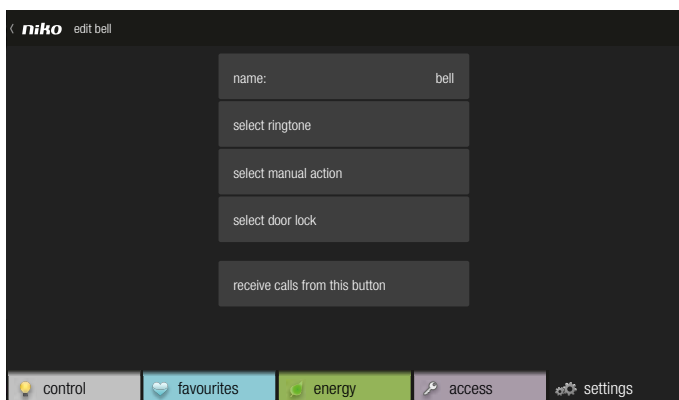 niko edit bell
name: bell
select ringtone
select manual action
select door lock
receive calls from this button
control favourites energy access settings